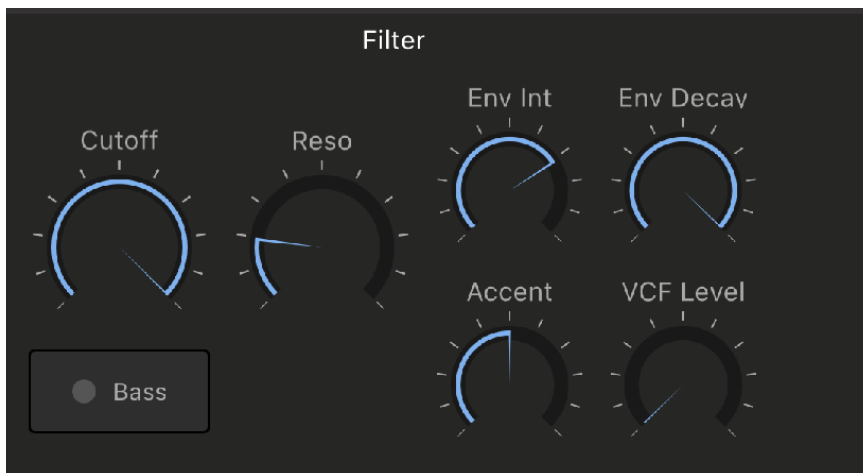 Filter
Cutoff
Reso
Env Int
Env Decay
Accent
VCF Level
Bass